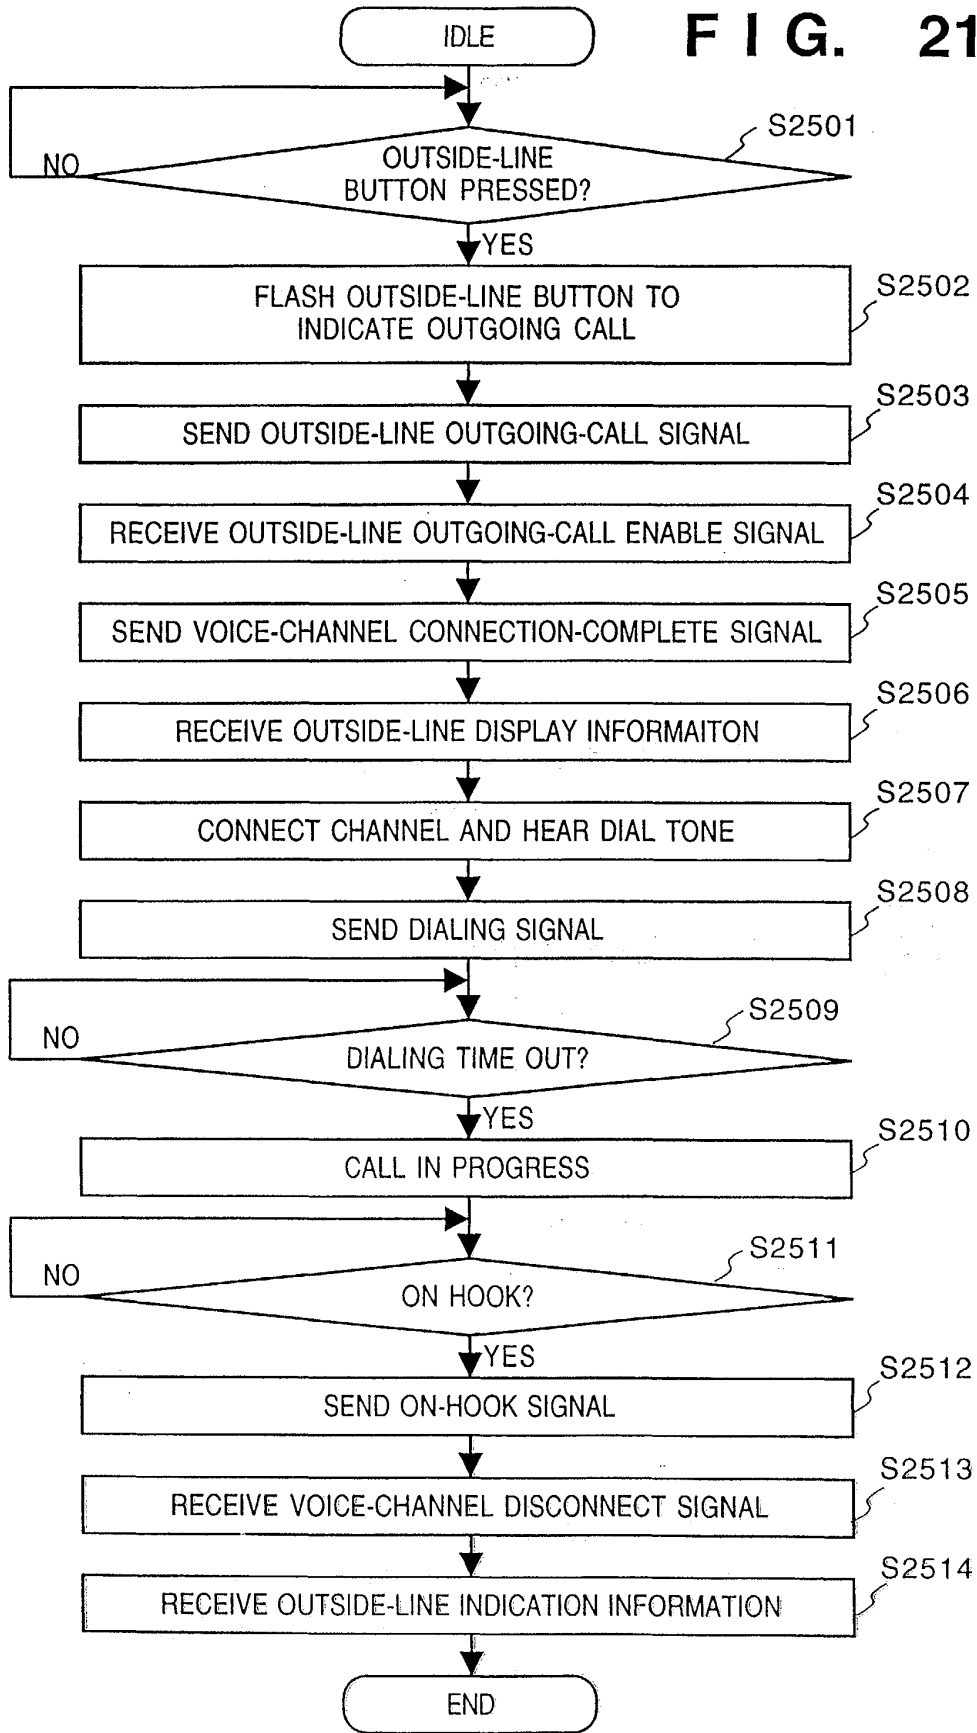 IDLE
F I G. 21
S2501
NO
OUTSIDE-LINE
BUTTON PRESSED?
YES
S2502
FLASH OUTSIDE-LINE BUTTON TO
INDICATE OUTGOING CALL
S2503
SEND OUTSIDE-LINE OUTGOING-CALL SIGNAL
S2504
RECEIVE OUTSIDE-LINE OUTGOING-CALL ENABLE SIGNAL
S2505
SEND VOICE-CHANNEL CONNECTION-COMPLETE SIGNAL
S2506
RECEIVE OUTSIDE-LINE DISPLAY INFORMAITON
S2507
CONNECT CHANNEL AND HEAR DIAL TONE
S2508
SEND DIALING SIGNAL
S2509
NO
DIALING TIME OUT?
YES
S2510
CALL IN PROGRESS
S2511
NO
ON HOOK?
YES
S2512
SEND ON-HOOK SIGNAL
S2513
RECEIVE VOICE-CHANNEL DISCONNECT SIGNAL
S2514
RECEIVE OUTSIDE-LINE INDICATION INFORMATION
END